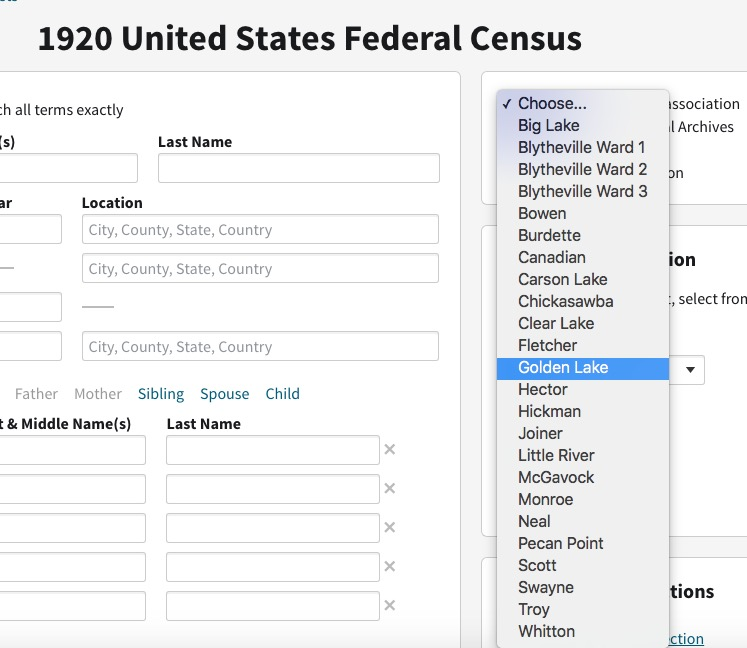 1920 United States Federal Census
ch all terms exactly
(s) Last Name
ar Location
City, County, State, Country
City, County, State, Country
City, County, State, Country
Father Mother Sibling Spouse Child
t & Middle Name(s) Last Name
✓ Choose...
Big Lake
Blytheville Ward 1
Blytheville Ward 2
Blytheville Ward 3
Bowen
Burdette
Canadian
Carson Lake
Chickasawba
Clear Lake
Fletcher
Golden Lake
Hector
Hickman
Joiner
Little River
McGavock
Monroe
Neal
Pecan Point
Scott
Swayne
Troy
Whitton
ssociation
l Archives
on
ion
, select from
tions
ction